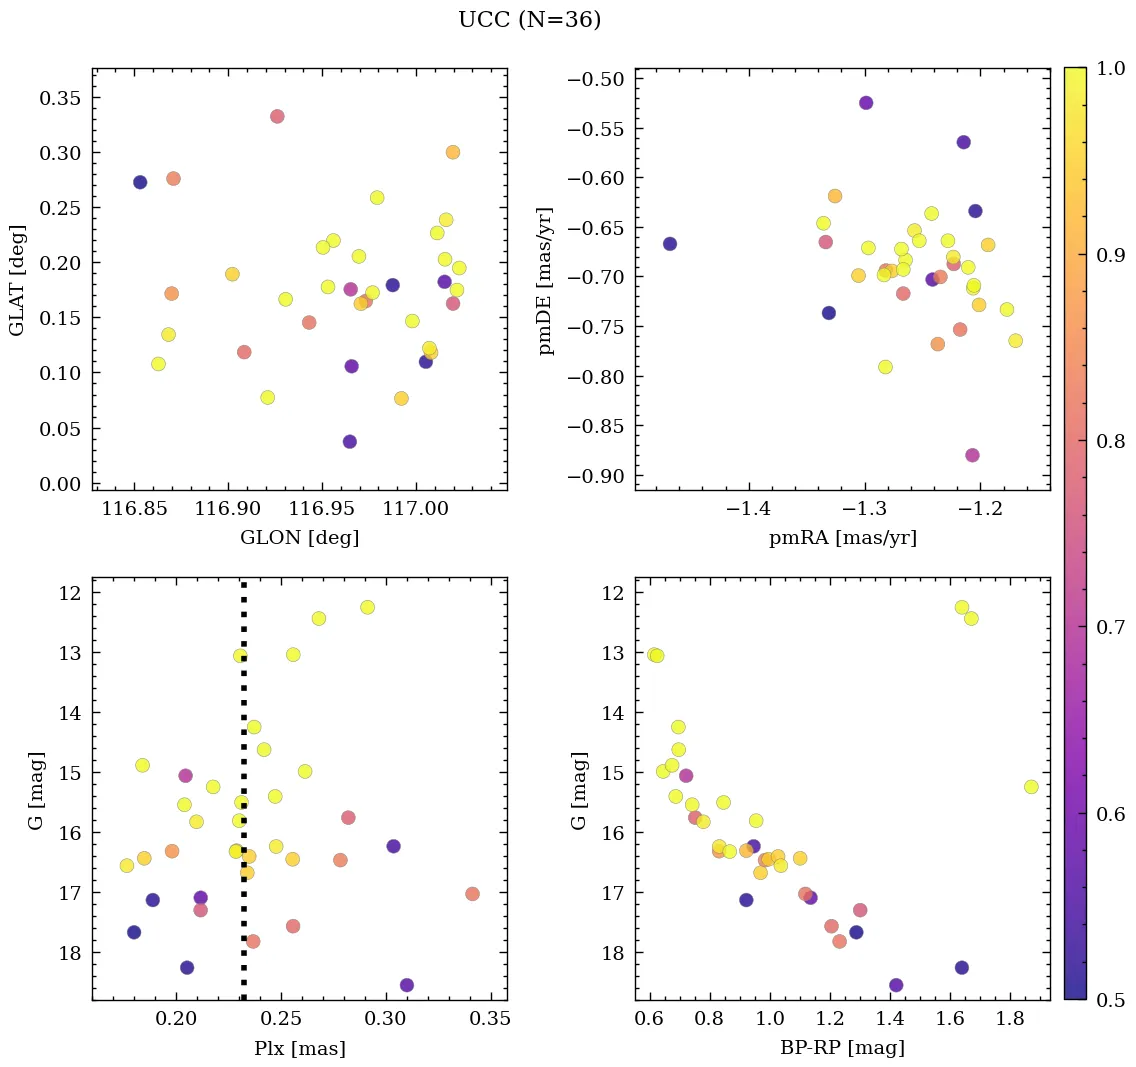 UCC (N=36)
0.35
0.30
0.25
0.20
0.15
0.10
0.05
0.00
GLAT [deg]
116.85 116.90 116.95 117.00
GLON [deg]
−0.50
−0.55
−0.60
−0.65
−0.70
−0.75
−0.80
−0.85
−0.90
pmDE [mas/yr]
−1.4 −1.3 −1.2
pmRA [mas/yr]
12
13
14
15
16
17
18
G [mag]
0.20 0.25 0.30 0.35
Plx [mas]
12
13
14
15
16
17
18
G [mag]
0.6 0.8 1.0 1.2 1.4 1.6 1.8
BP-RP [mag]
1.0
0.9
0.8
0.7
0.6
0.5